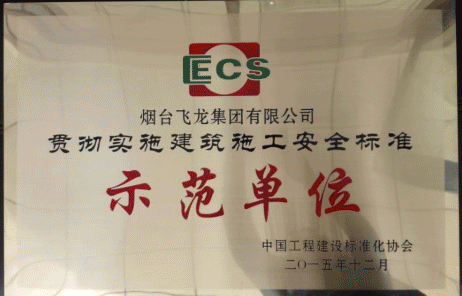 ECS
烟台飞龙集团有限公司
贯彻实施建筑施工安全标准
示范单位
中国工程建设标准化协会
二〇一五年十二月